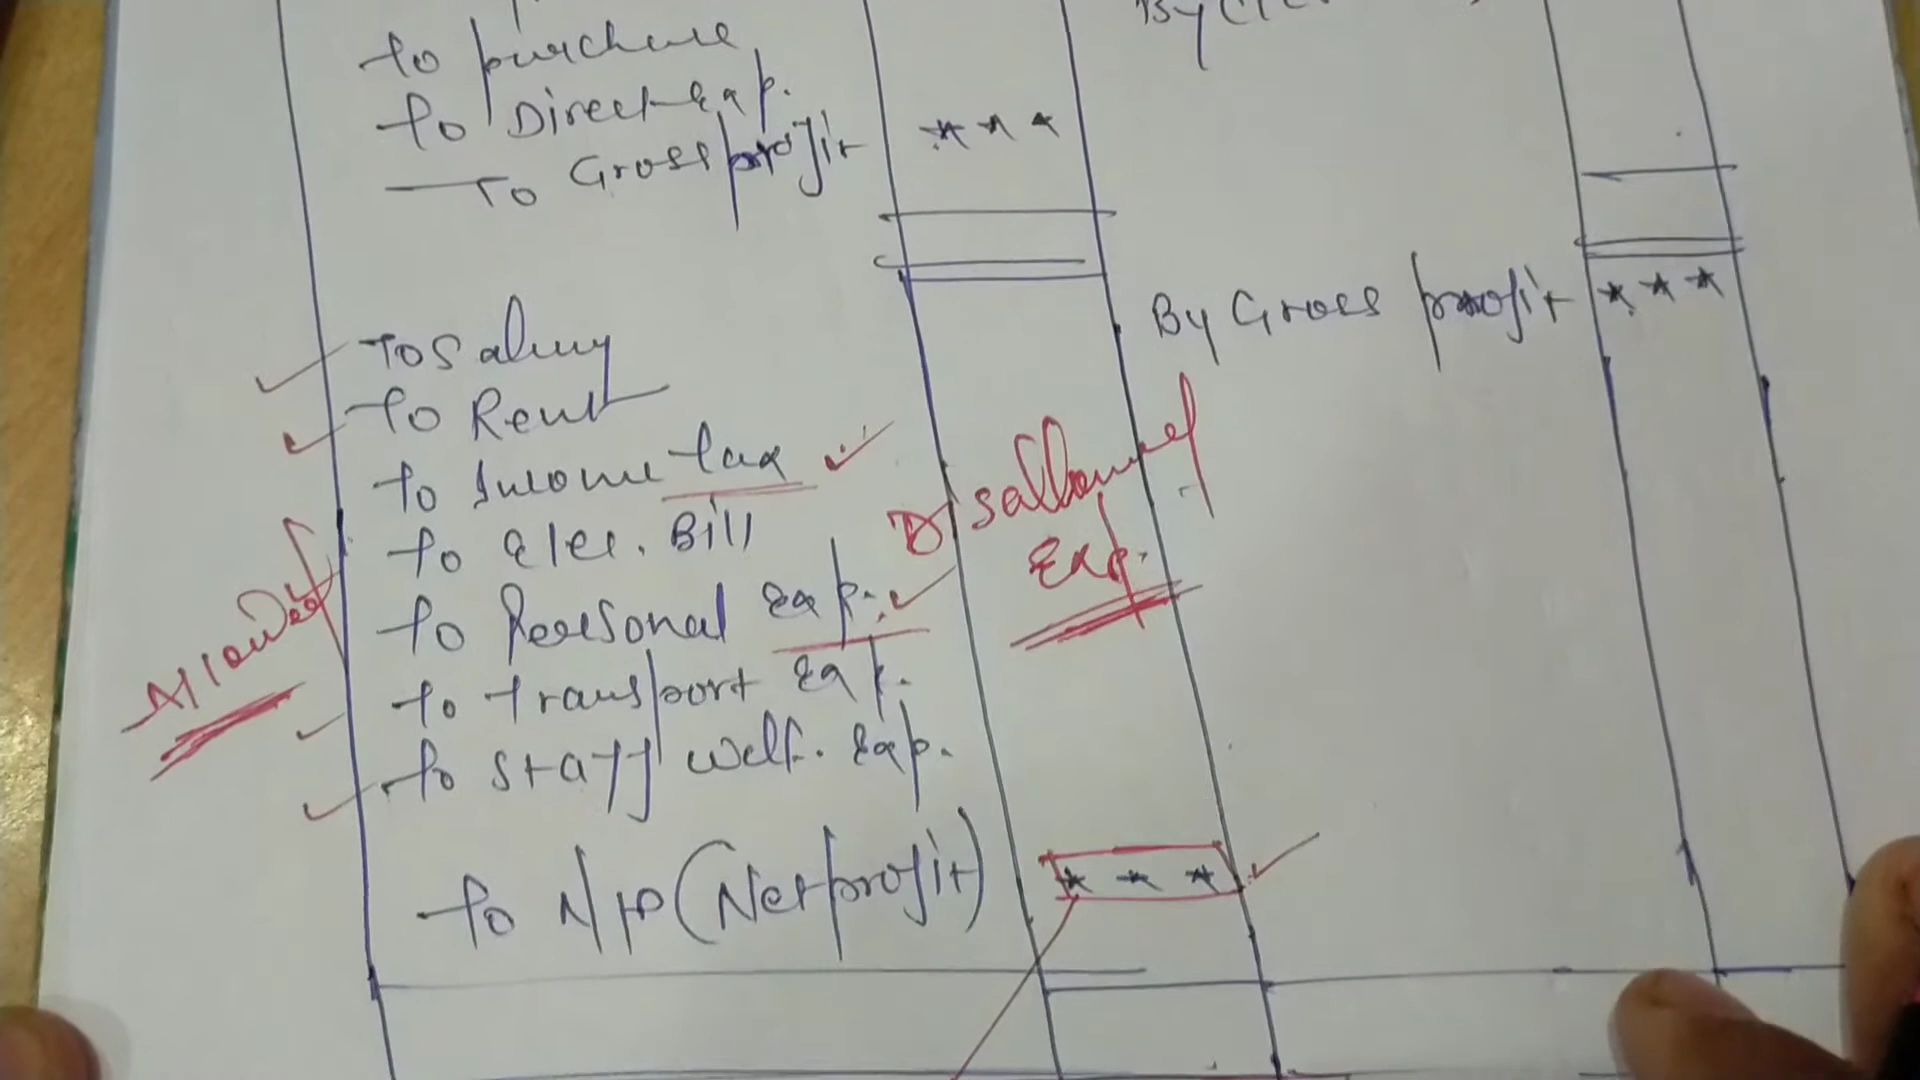 To purchase
To Direct Exp.
To Gross profit ***
By Gross profit ***
To Salary
To Rent
To Income tax
To Elec. Bill
To Personal Exp.
To transport Exp.
To staff welf. Exp.
To N/P (Net profit) ***
Allowed
Disallowed
Exp.